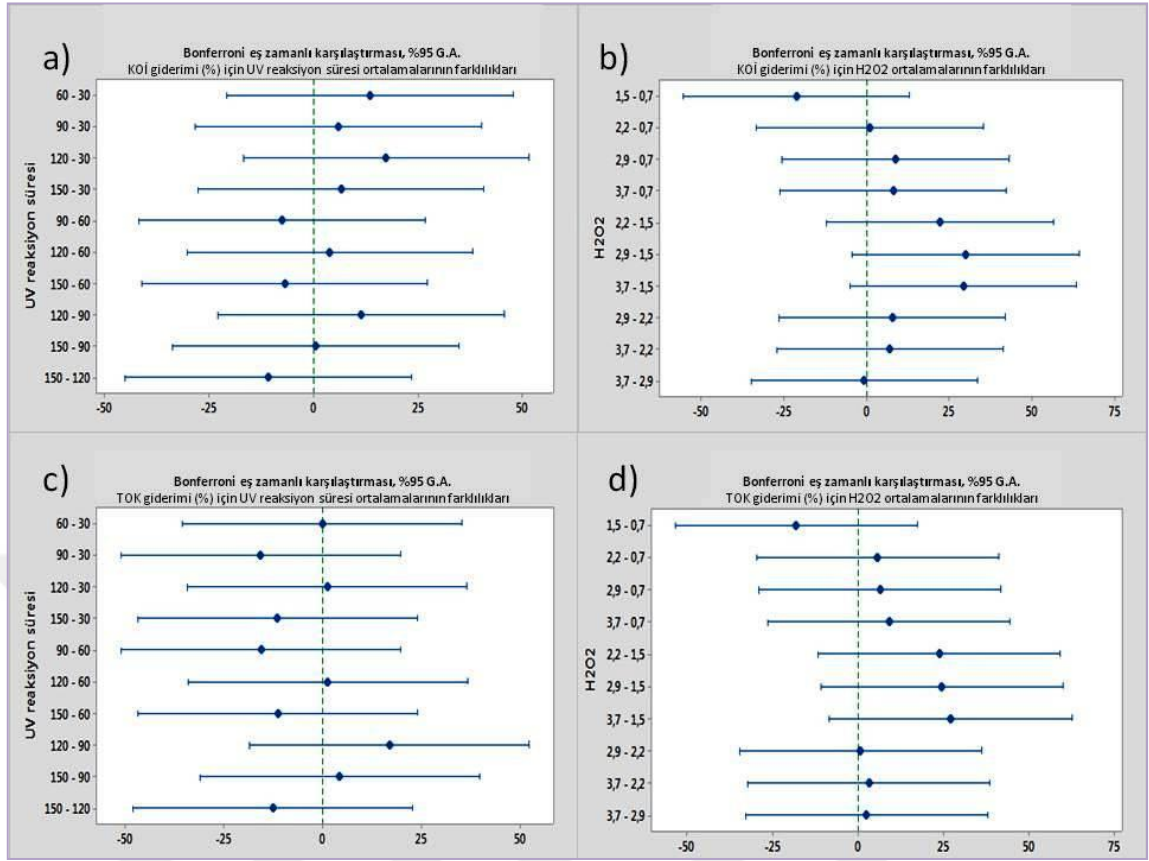 a)
Bonferroni eş zamanlı karşılaştırması, %95 G.A.
KOİ giderimi (%) için UV reaksiyon süresi ortalamalarının farklılıkları
UV reaksiyon süresi
60 - 30
90 - 30
120 - 30
150 - 30
90 - 60
120 - 60
150 - 60
120 - 90
150 - 90
150 - 120
-50 -25 0 25 50
b)
Bonferroni eş zamanlı karşılaştırması, %95 G.A.
KOİ giderimi (%) için H2O2 ortalamalarının farklılıkları
H2O2
1,5 - 0,7
2,2 - 0,7
2,9 - 0,7
3,7 - 0,7
2,2 - 1,5
2,9 - 1,5
3,7 - 1,5
2,9 - 2,2
3,7 - 2,2
3,7 - 2,9
-50 -25 0 25 50 75
c)
Bonferroni eş zamanlı karşılaştırması, %95 G.A.
TOK giderimi (%) için UV reaksiyon süresi ortalamalarının farklılıkları
UV reaksiyon süresi
60 - 30
90 - 30
120 - 30
150 - 30
90 - 60
120 - 60
150 - 60
120 - 90
150 - 90
150 - 120
-50 -25 0 25 50
d)
Bonferroni eş zamanlı karşılaştırması, %95 G.A.
TOK giderimi (%) için H2O2 ortalamalarının farklılıkları
H2O2
1,5 - 0,7
2,2 - 0,7
2,9 - 0,7
3,7 - 0,7
2,2 - 1,5
2,9 - 1,5
3,7 - 1,5
2,9 - 2,2
3,7 - 2,2
3,7 - 2,9
-50 -25 0 25 50 75